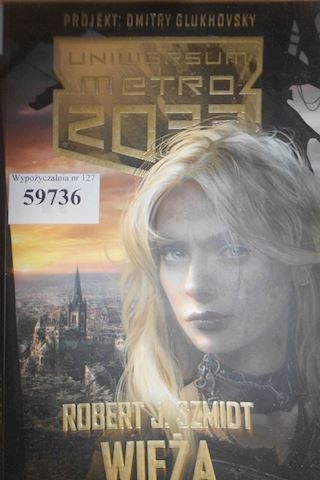 PROJEKT: DMITRY GLUKHOVSKY
UNIWERSUM
METRO
2033
Wypożyczalnia nr 127
59736
ROBERT J. SZMIDT
WIEŻA